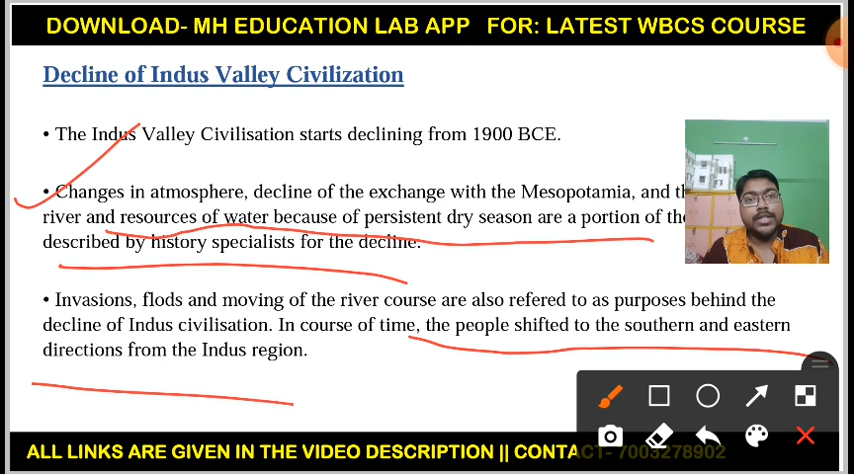 DOWNLOAD- MH EDUCATION LAB APP FOR: LATEST WBCS COURSE
Decline of Indus Valley Civilization
• The Indus Valley Civilisation starts declining from 1900 BCE.
• Changes in atmosphere, decline of the exchange with the Mesopotamia, and
river and resources of water because of persistent dry season are a portion of
described by history specialists for the decline.
• Invasions, flods and moving of the river course are also refered to as purposes behind the
decline of Indus civilisation. In course of time, the people shifted to the southern and eastern
directions from the Indus region.
ALL LINKS ARE GIVEN IN THE VIDEO DESCRIPTION || CONTACT- 7003278902